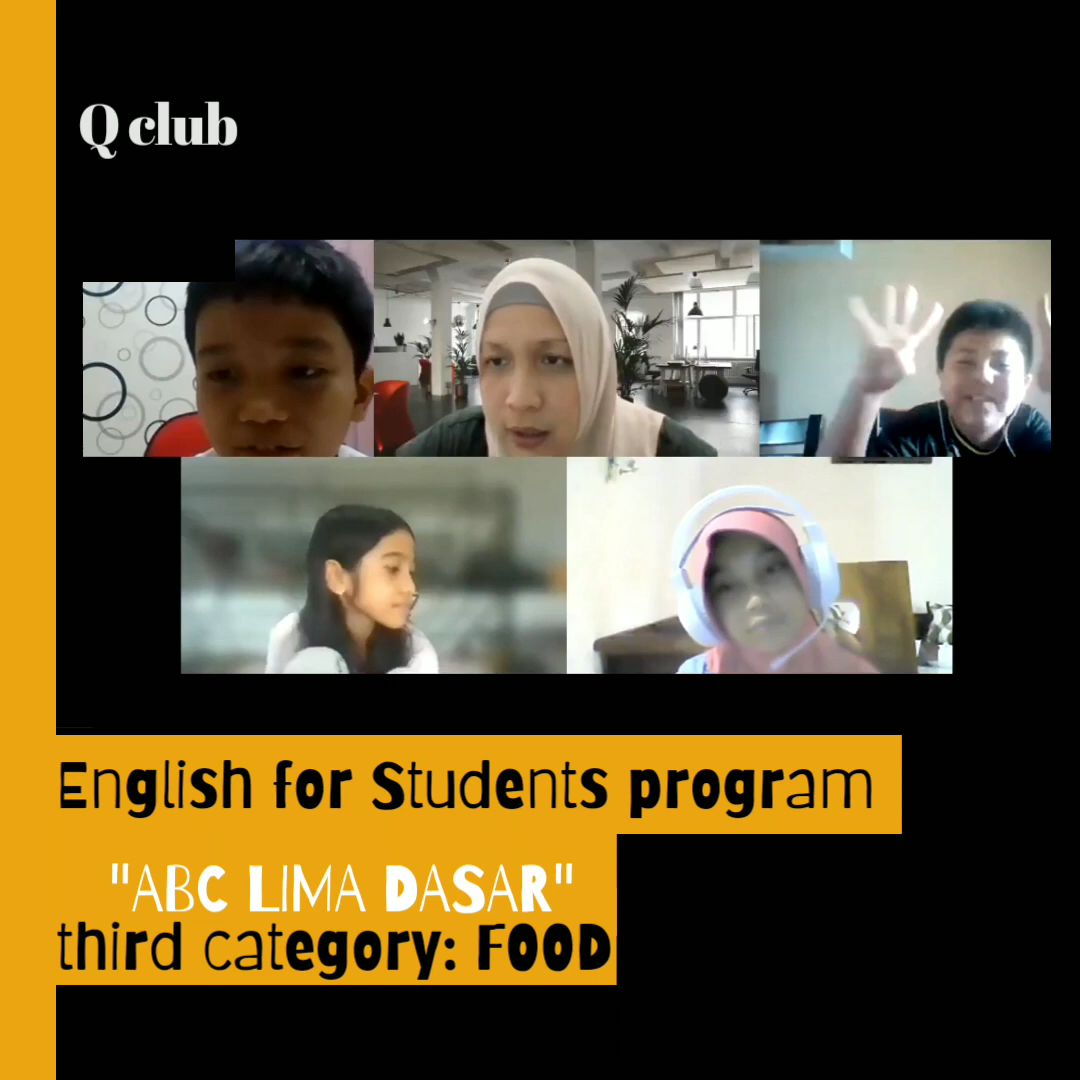 Q club
English for Students program
"ABC LIMA DASAR"
third category: FOOD